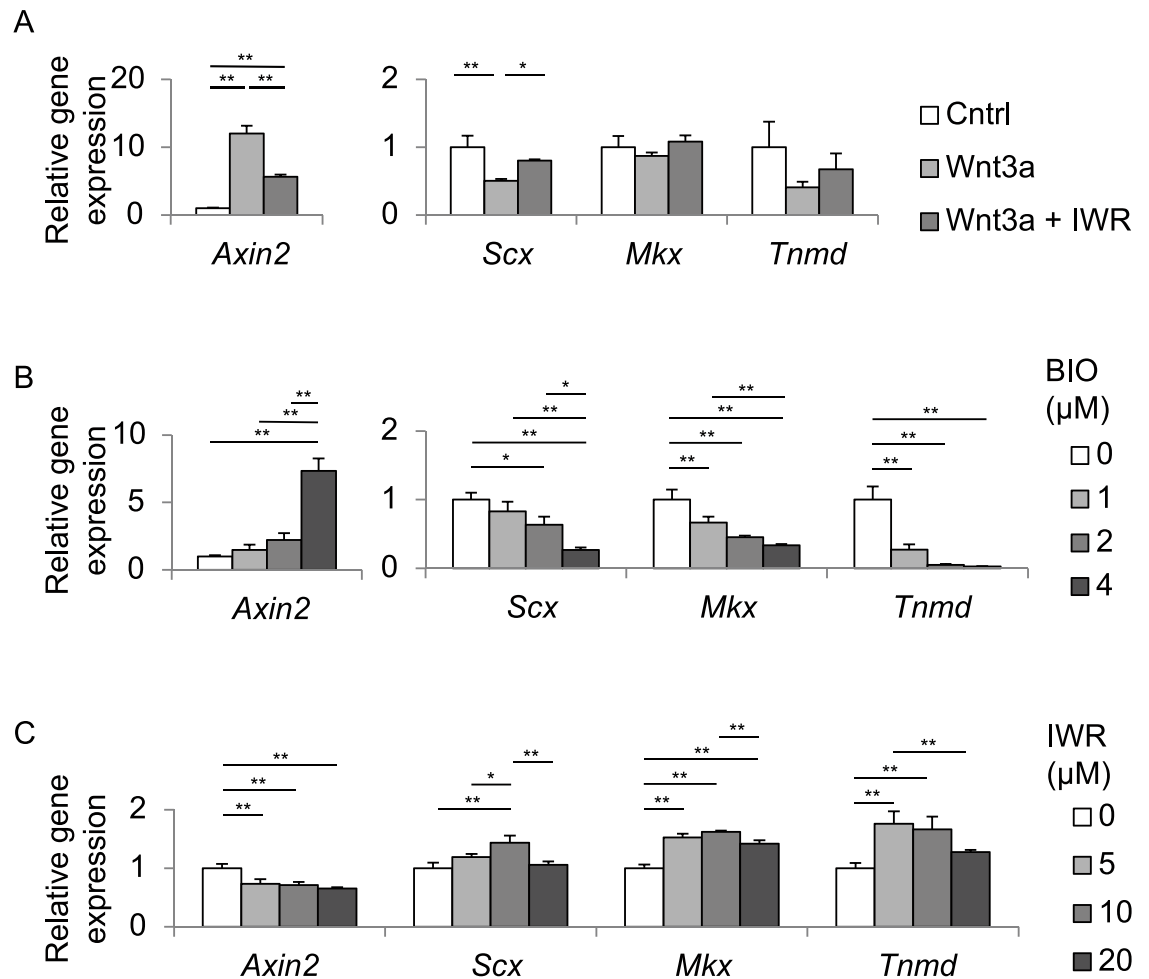 A
Relative gene
expression
20
10
0
**
**
**
Axin2
2
1
0
**
*
Scx
Mkx
Tnmd
Cntrl
Wnt3a
Wnt3a + IWR
B
Relative gene
expression
10
5
0
**
**
**
Axin2
2
1
0
*
**
**
*
Scx
**
**
**
**
Mkx
**
**
**
Tnmd
BIO
(µM)
0
1
2
4
C
Relative gene
expression
2
1
0
**
**
**
Axin2
**
*
**
Scx
**
**
**
**
Mkx
**
**
**
Tnmd
IWR
(µM)
0
5
10
20